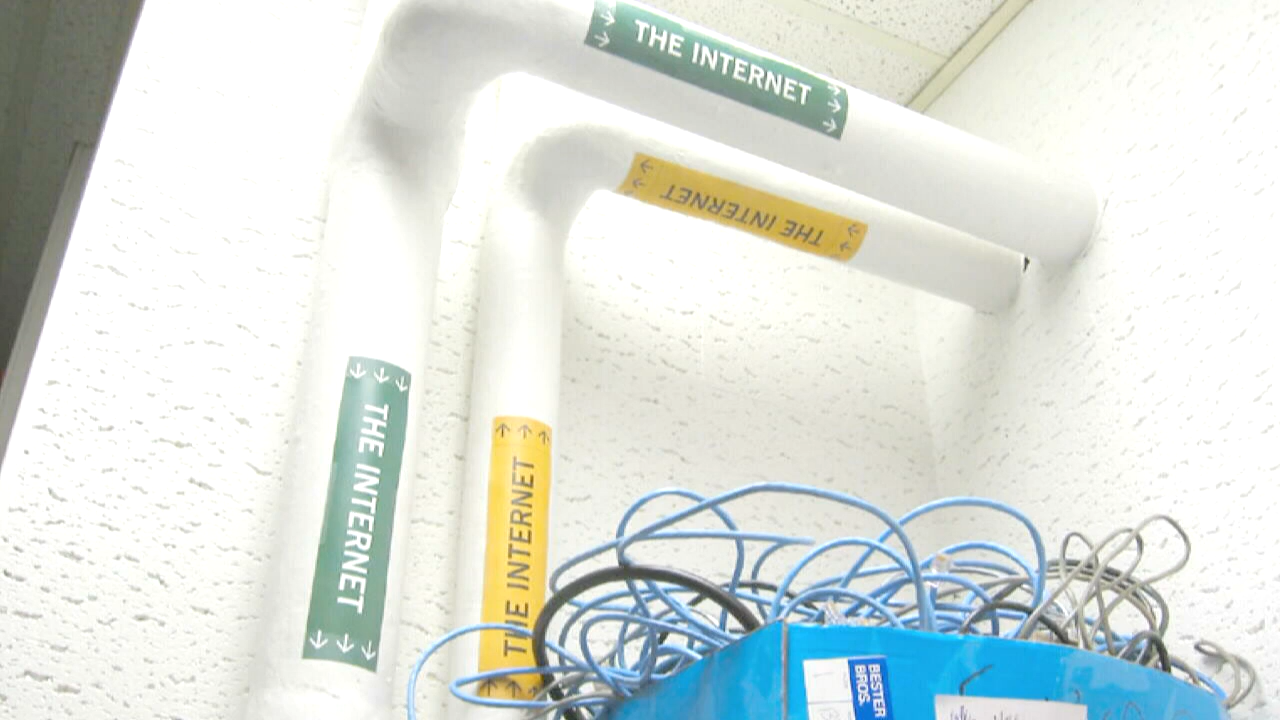 THE INTERNET
THE INTERNET
THE INTERNET
THE INTERNET
BESTER
BROS.